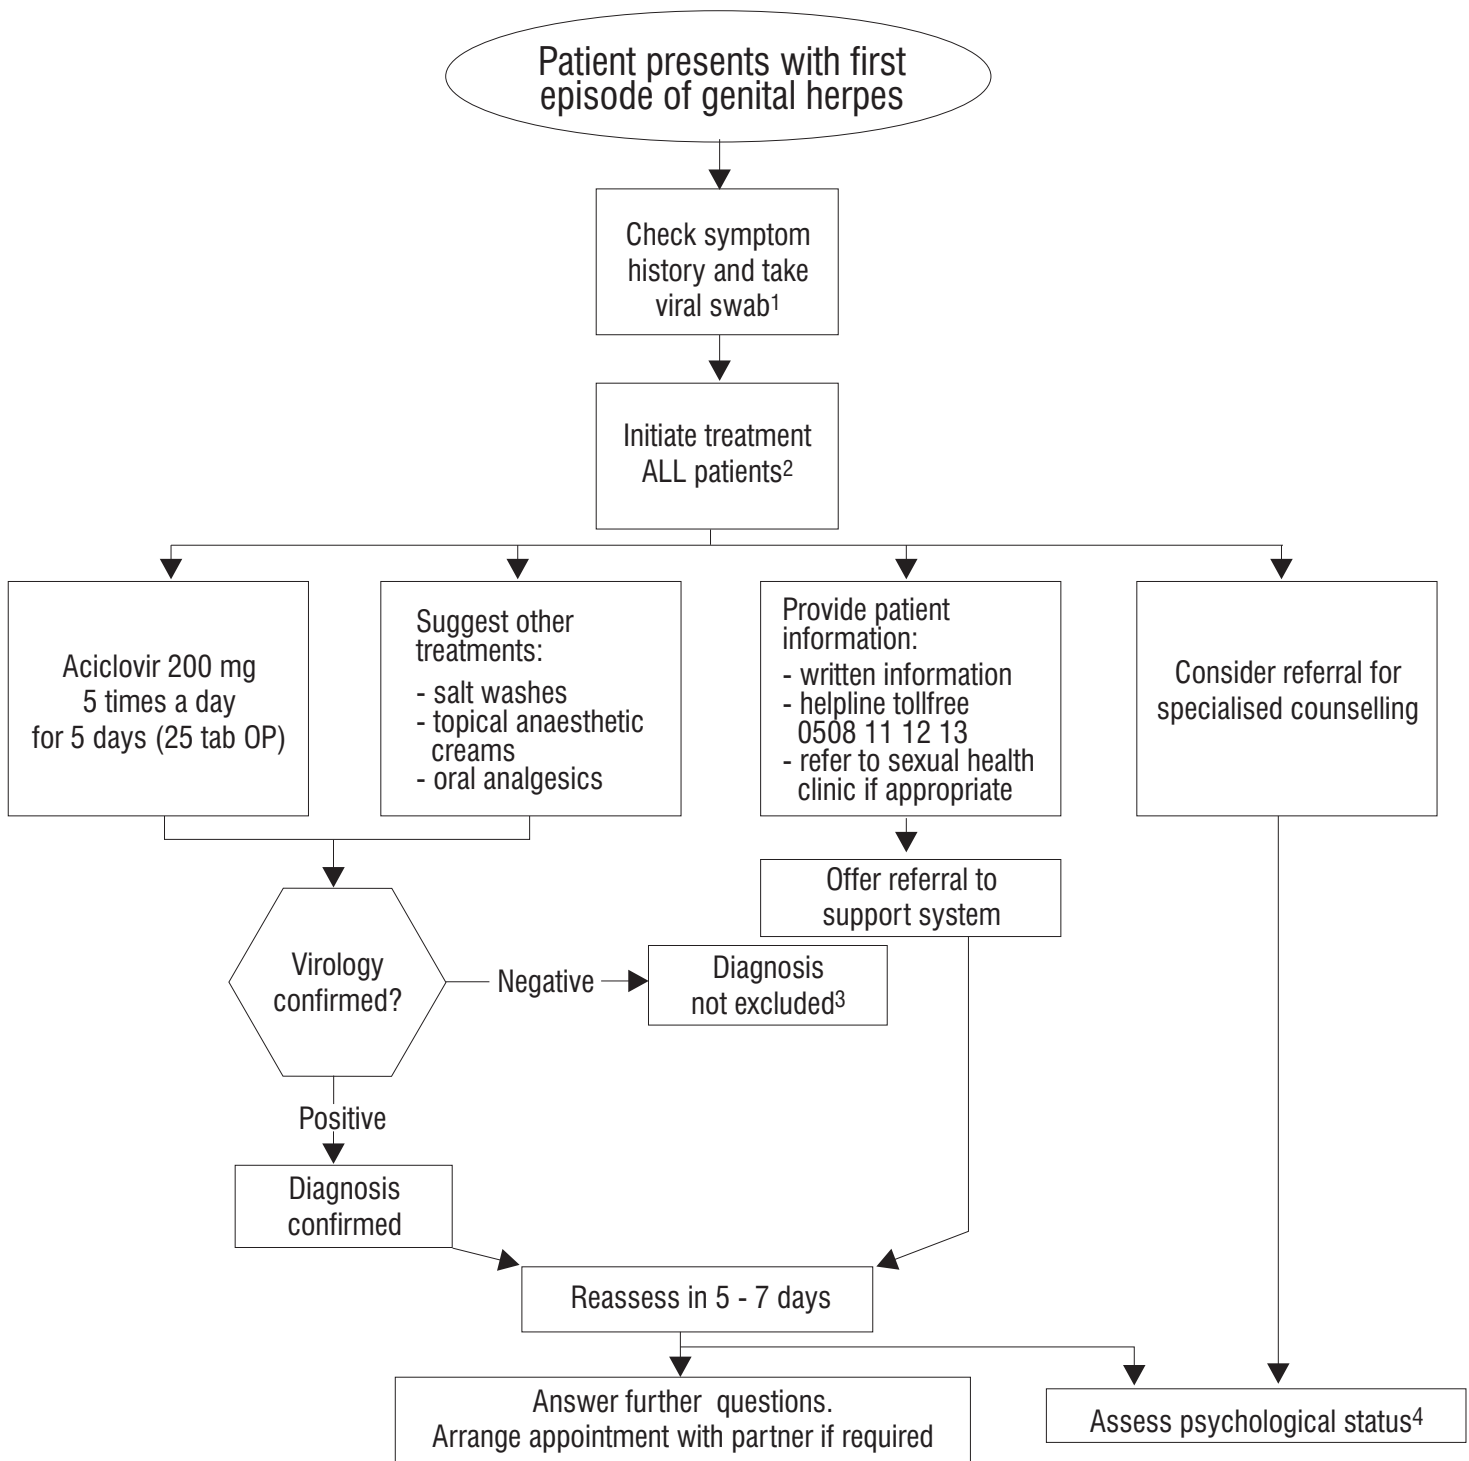 Patient presents with first
episode of genital herpes
Check symptom
history and take
viral swab1
Initiate treatment
ALL patients2
Aciclovir 200 mg
5 times a day
for 5 days (25 tab OP)
Suggest other
treatments:
- salt washes
- topical anaesthetic
creams
- oral analgesics
Provide patient
information:
- written information
- helpline tollfree
0508 11 12 13
- refer to sexual health
clinic if appropriate
Consider referral for
specialised counselling
Offer referral to
support system
Virology
confirmed?
Negative
Diagnosis
not excluded3
Positive
Diagnosis
confirmed
Reassess in 5 - 7 days
Answer further questions.
Arrange appointment with partner if required
Assess psychological status4